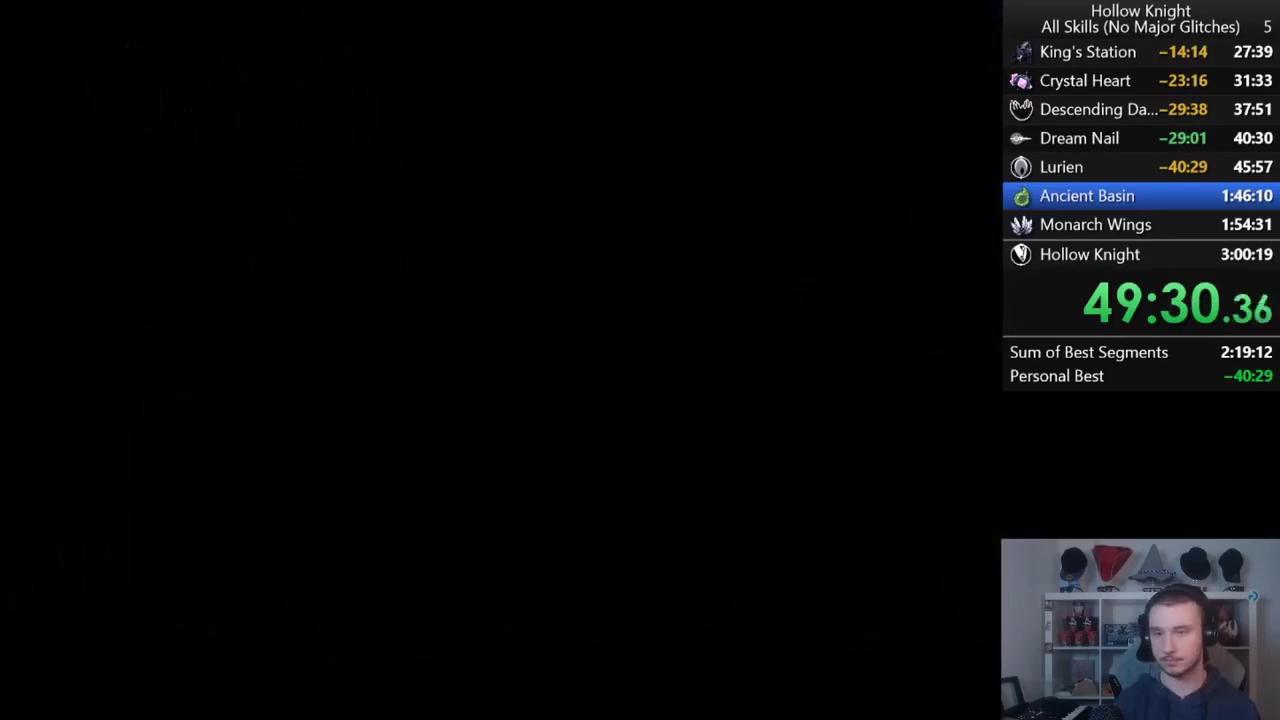 Hollow Knight
All Skills (No Major Glitches) 5
King's Station −14:14 27:39
Crystal Heart −23:16 31:33
Descending Da... −29:38 37:51
Dream Nail −29:01 40:30
Lurien −40:29 45:57
Ancient Basin 1:46:10
Monarch Wings 1:54:31
Hollow Knight 3:00:19
49:30.36
Sum of Best Segments 2:19:12
Personal Best −40:29